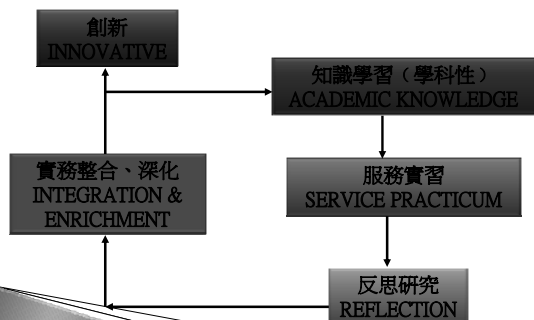 創新
INNOVATIVE
知識學習（學科性）
ACADEMIC KNOWLEDGE
實務整合、深化
INTEGRATION &
ENRICHMENT
服務實習
SERVICE PRACTICUM
反思研究
REFLECTION